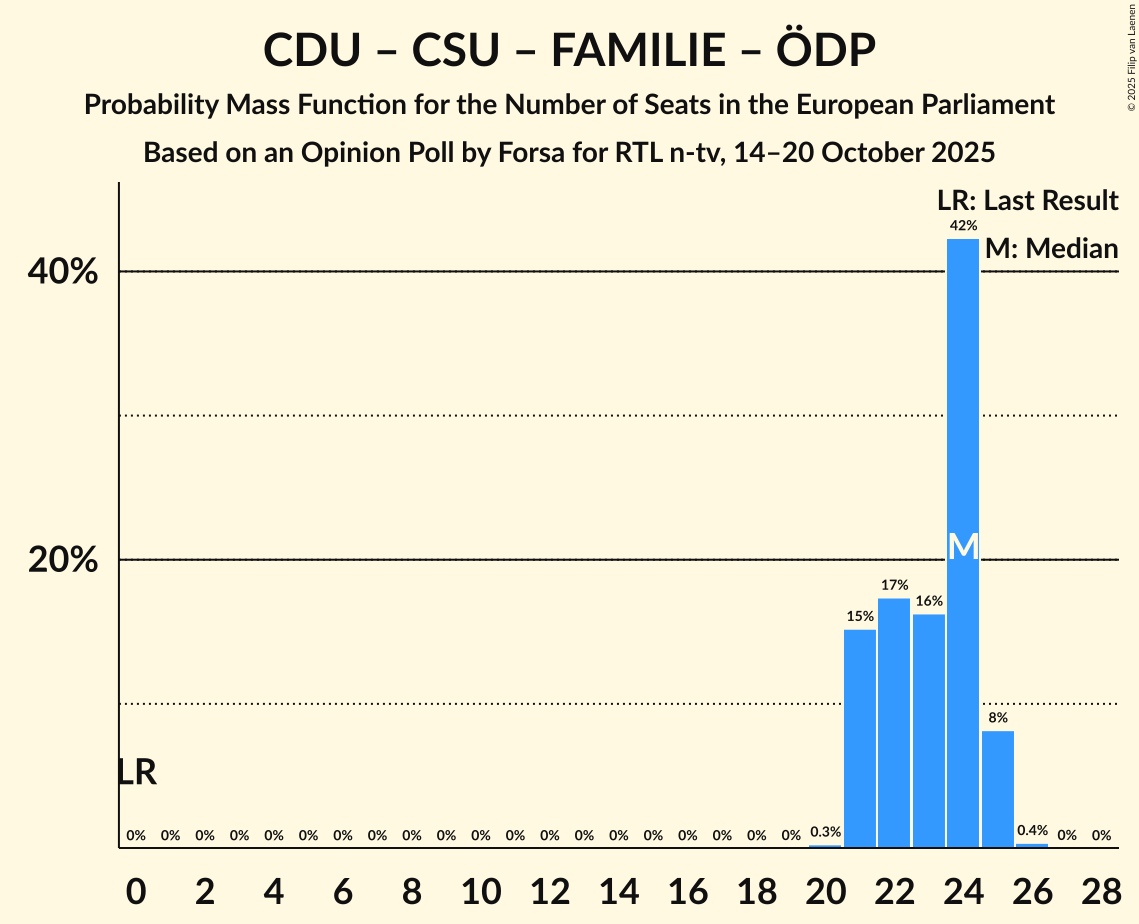 CDU – CSU – FAMILIE – ÖDP
Probability Mass Function for the Number of Seats in the European Parliament
Based on an Opinion Poll by Forsa for RTL n-tv, 14–20 October 2025
© 2025 Filip van Laenen
LR: Last Result
M: Median
40%
20%
42%
M
17%
16%
15%
8%
LR
0% 0% 0% 0% 0% 0% 0% 0% 0% 0% 0% 0% 0% 0% 0% 0% 0% 0% 0% 0% 0.3% 0.4% 0% 0%
0 2 4 6 8 10 12 14 16 18 20 22 24 26 28